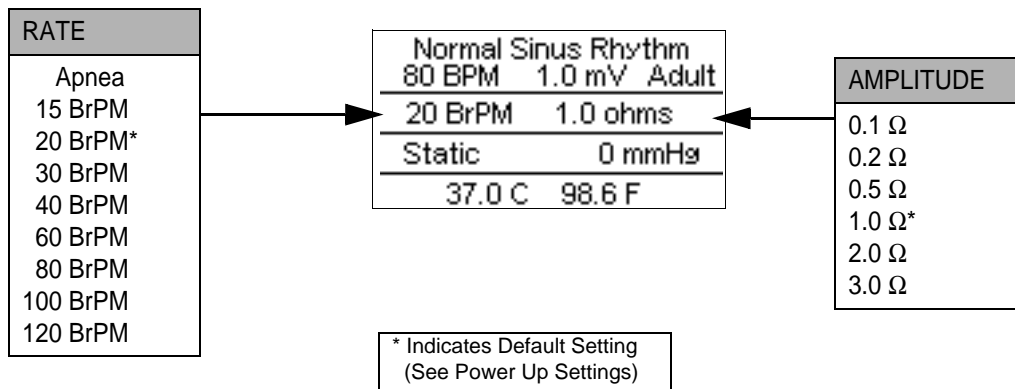 RATE
Apnea
15 BrPM
20 BrPM*
30 BrPM
40 BrPM
60 BrPM
80 BrPM
100 BrPM
120 BrPM
Normal Sinus Rhythm
80 BPM 1.0 mV Adult
20 BrPM 1.0 ohms
Static 0 mmHg
37.0 C 98.6 F
AMPLITUDE
0.1 Ω
0.2 Ω
0.5 Ω
1.0 Ω*
2.0 Ω
3.0 Ω
* Indicates Default Setting
(See Power Up Settings)